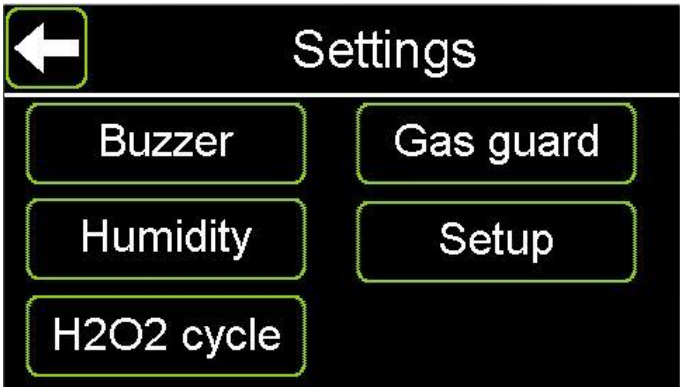 Settings
Buzzer
Gas guard
Humidity
Setup
H2O2 cycle